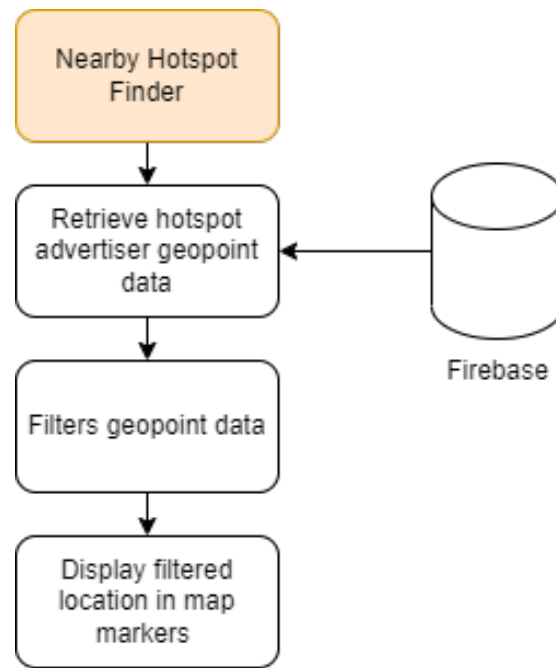 Nearby Hotspot
Finder
Retrieve hotspot
advertiser geopoint
data
Firebase
Filters geopoint data
Display filtered
location in map
markers